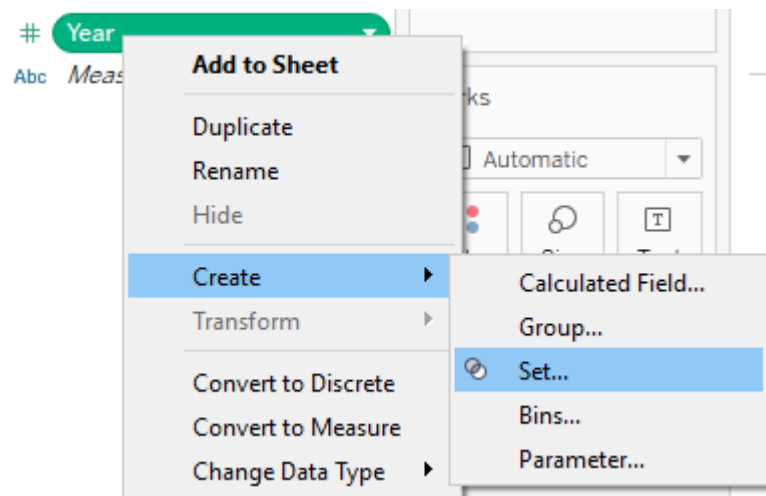 # Year
Abc Meas
Add to Sheet
Duplicate
Rename
Hide
Create
Transform
Convert to Discrete
Convert to Measure
Change Data Type
rks
Automatic
T
Calculated Field...
Group...
Set...
Bins...
Parameter...